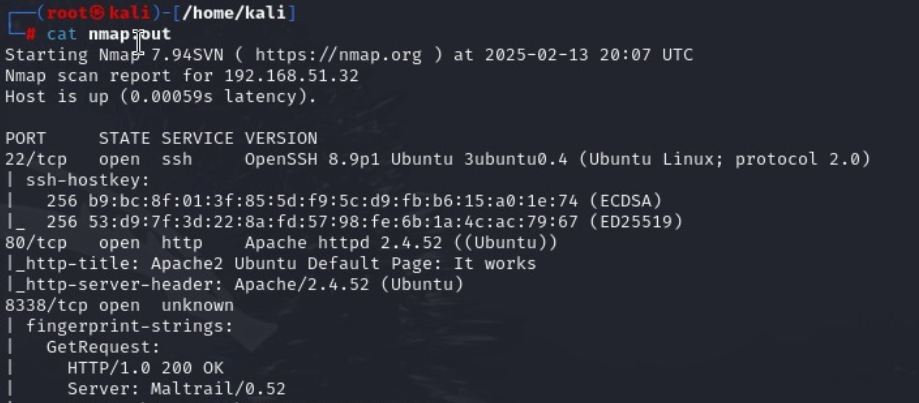 ┌──(root㉿kali)-[/home/kali]
└─# cat nmap.out
Starting Nmap 7.94SVN ( https://nmap.org ) at 2025-02-13 20:07 UTC
Nmap scan report for 192.168.51.32
Host is up (0.00059s latency).

PORT     STATE SERVICE VERSION
22/tcp   open  ssh     OpenSSH 8.9p1 Ubuntu 3ubuntu0.4 (Ubuntu Linux; protocol 2.0)
| ssh-hostkey:
|   256 b9:bc:8f:01:3f:85:5d:f9:5c:d9:fb:b6:15:a0:1e:74 (ECDSA)
|_  256 53:d9:7f:3d:22:8a:fd:57:98:fe:6b:1a:4c:ac:79:67 (ED25519)
80/tcp   open  http    Apache httpd 2.4.52 ((Ubuntu))
|_http-title: Apache2 Ubuntu Default Page: It works
|_http-server-header: Apache/2.4.52 (Ubuntu)
8338/tcp open  unknown
| fingerprint-strings:
|   GetRequest:
|     HTTP/1.0 200 OK
|     Server: Maltrail/0.52